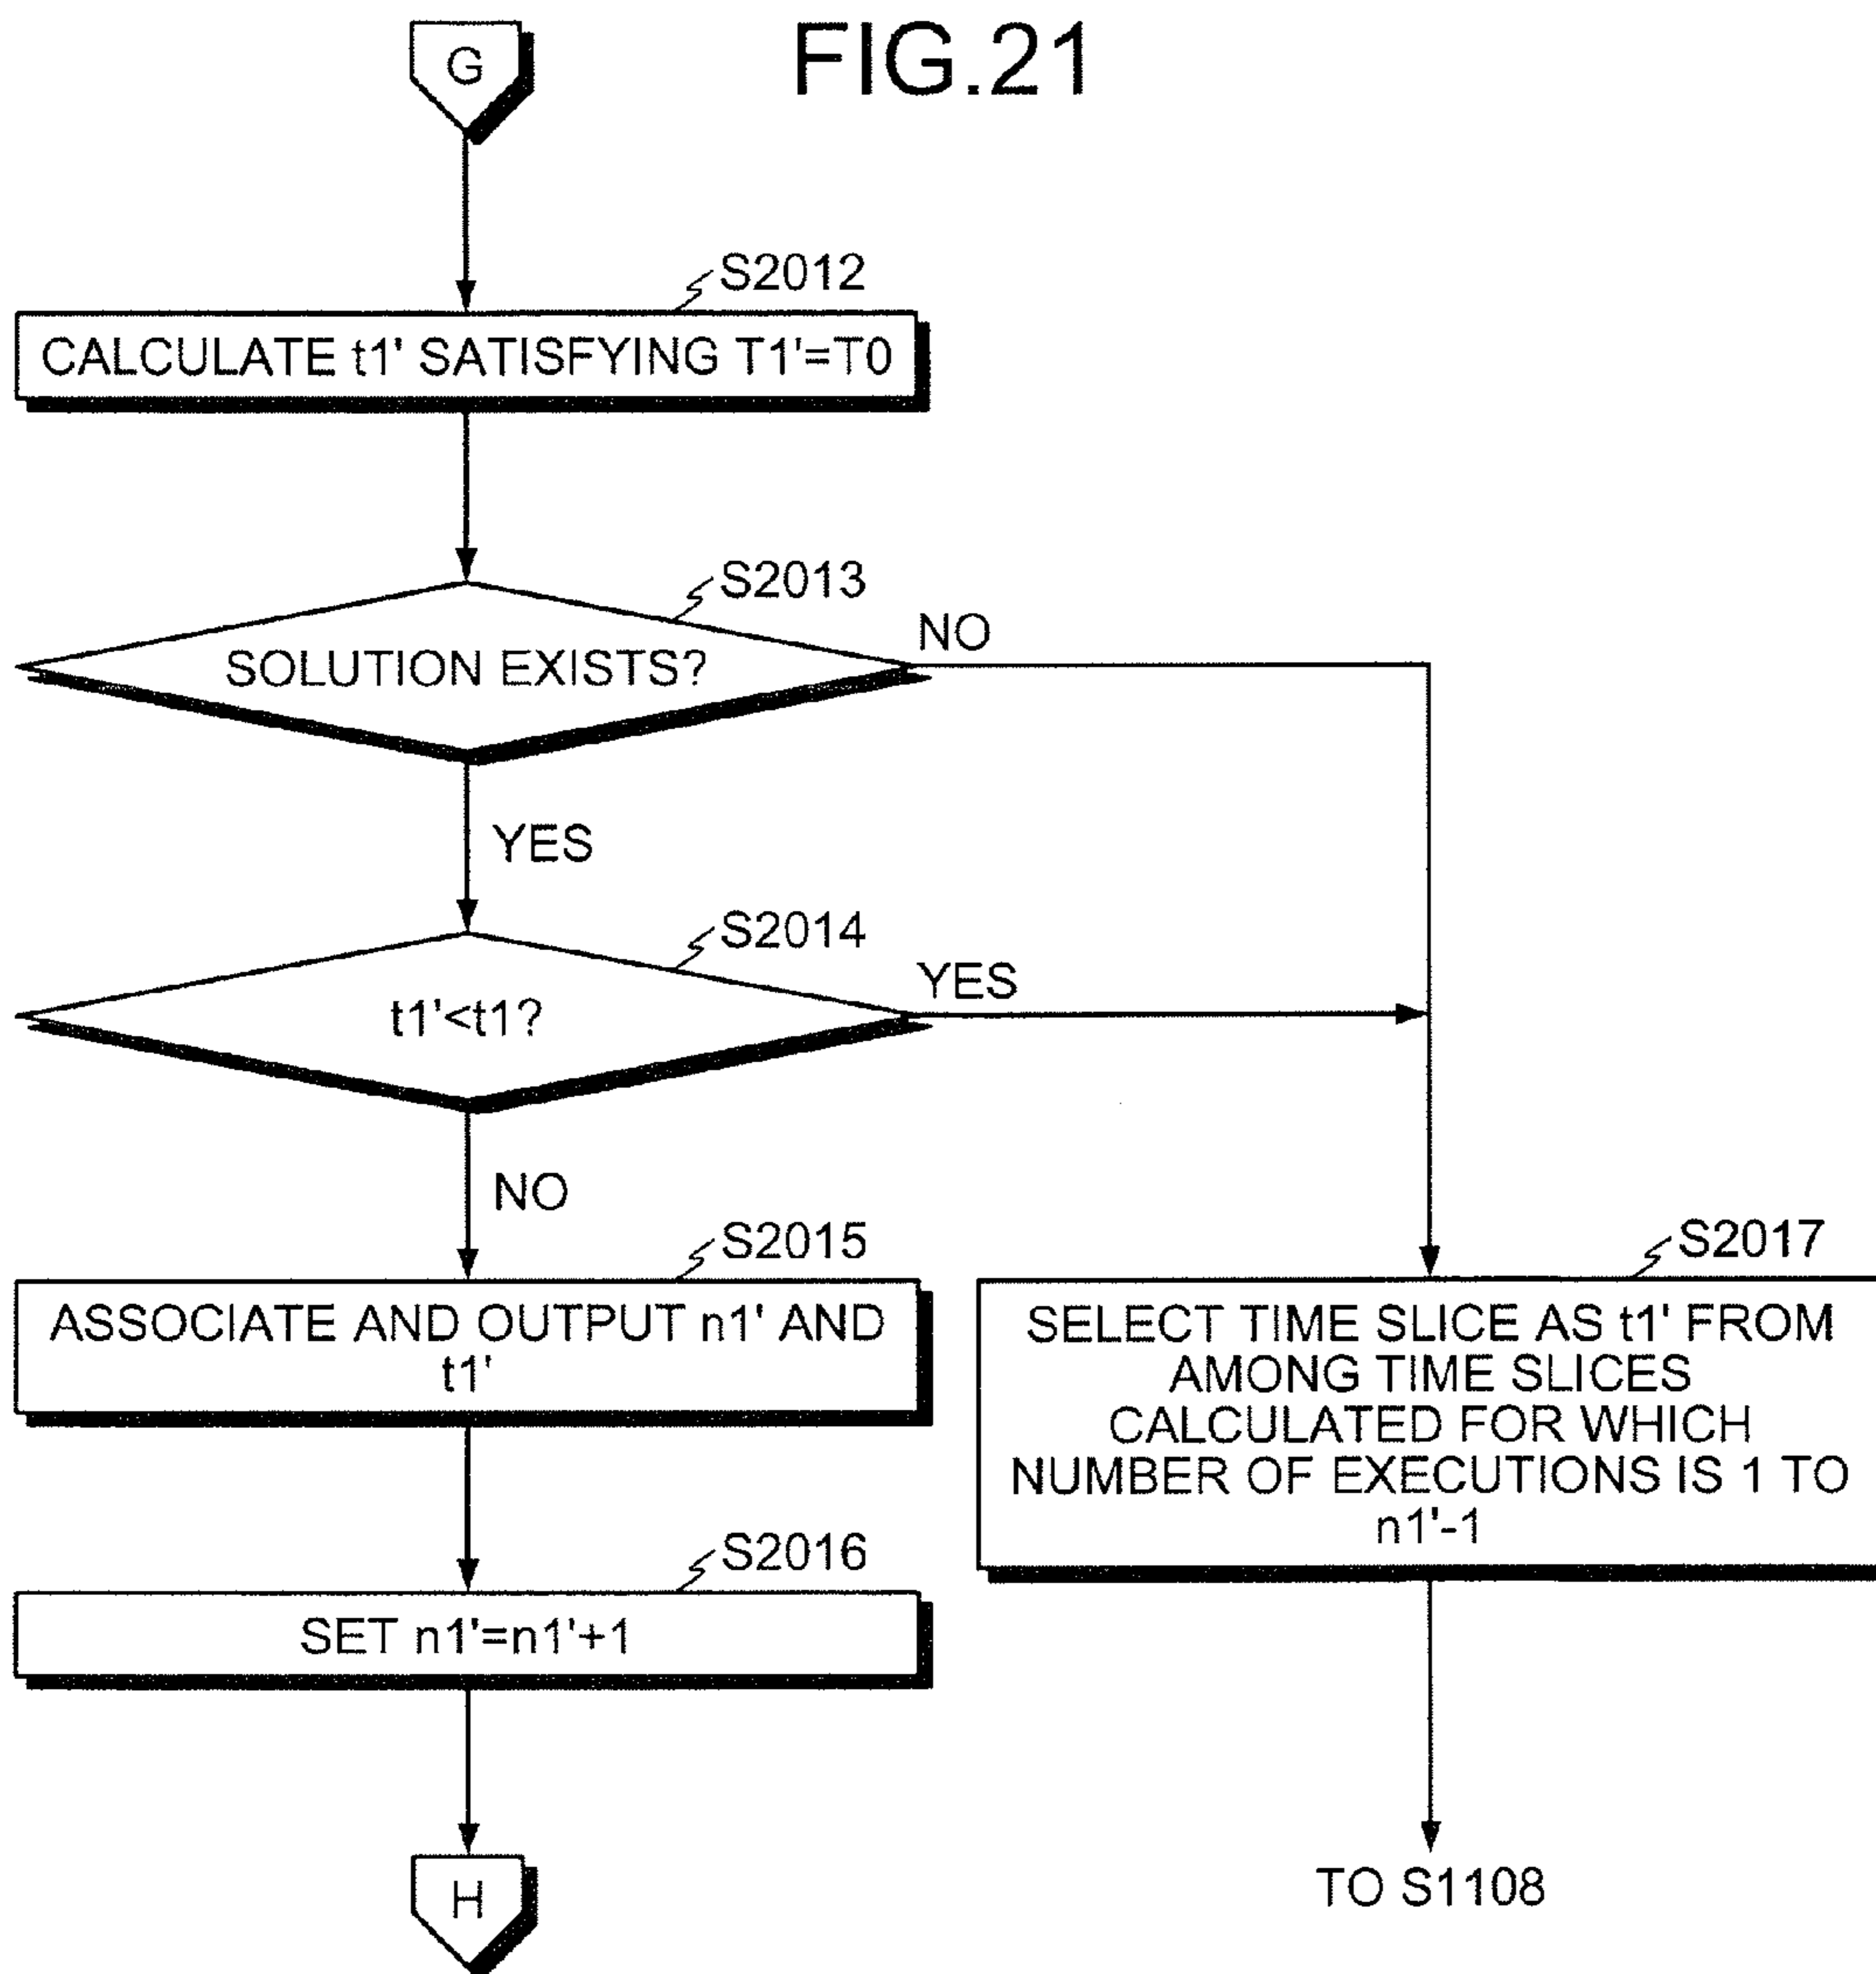 FIG.21
G
S2012
CALCULATE t1' SATISFYING T1'=T0
S2013
SOLUTION EXISTS?
NO
YES
S2014
t1'<t1?
YES
NO
S2015
ASSOCIATE AND OUTPUT n1' AND
t1'
S2016
SET n1'=n1'+1
H
S2017
SELECT TIME SLICE AS t1' FROM
AMONG TIME SLICES
CALCULATED FOR WHICH
NUMBER OF EXECUTIONS IS 1 TO
n1'-1
TO S1108